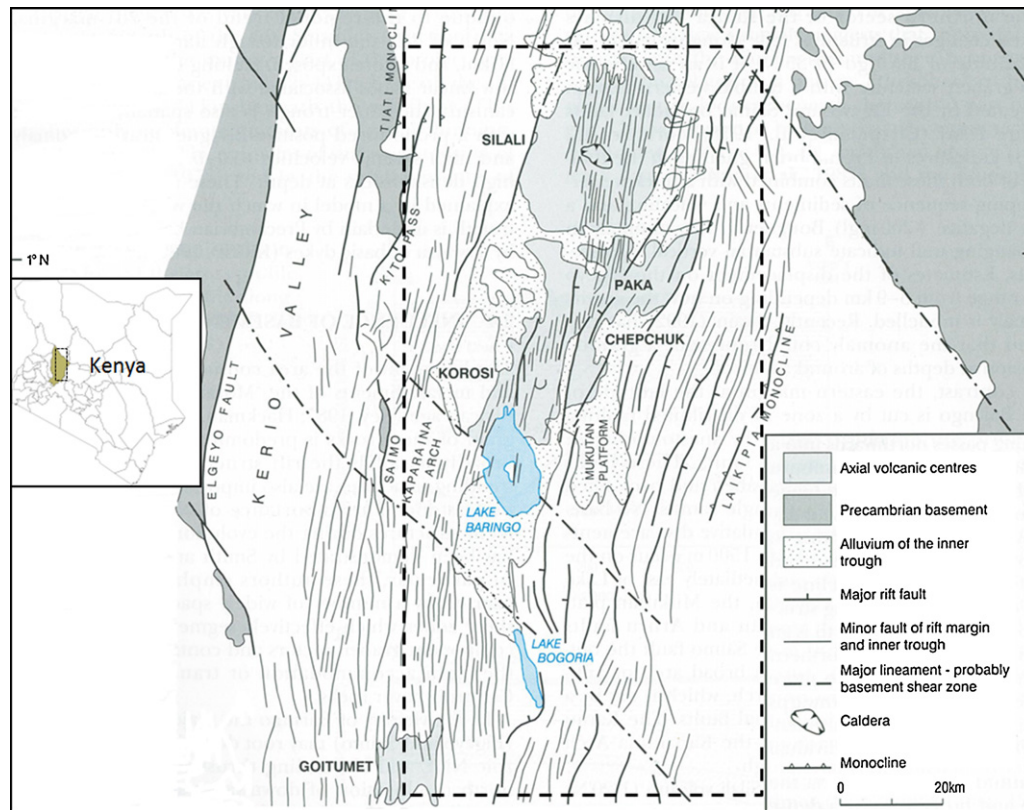 TIATI MONOCLINE
SILALI
1°N
KITO PASS
KERIO VALLEY
Kenya
PAKA
CHEPCHUK
KOROSI
ELGEYO FAULT
SAIMO
KAPARAINA
ARCH
MUKUTAN
PLATFORM
LAIKIPIA MONOCLINE
LAKE
BARINGO
LAKE
BOGORIA
GOITUMET
Axial volcanic centres
Precambrian basement
Alluvium of the inner
trough
Major rift fault
Minor fault of rift margin
and inner trough
Major lineament - probably
basement shear zone
Caldera
Monocline
0 20km